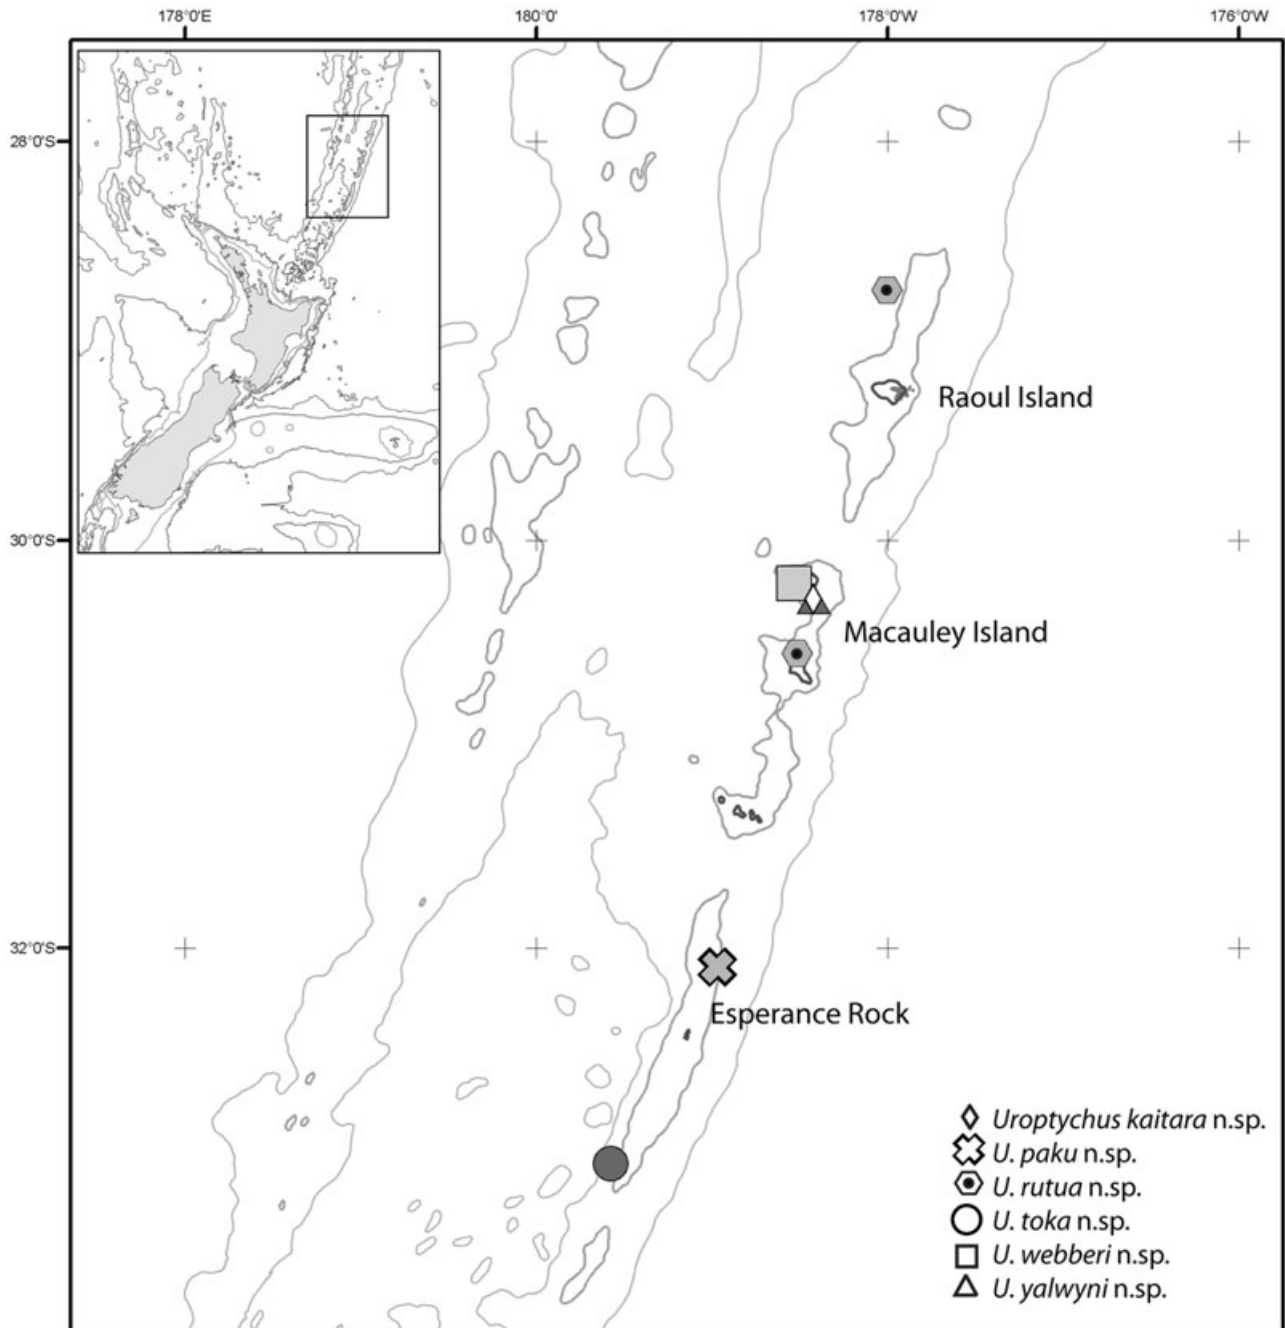 178°0'E 180°0' 178°0'W 176°0'W
28°0'S
Raoul Island
30°0'S
Macauley Island
32°0'S
Esperance Rock
Uroptychus kaitara n.sp.
U. paku n.sp.
U. rutua n.sp.
U. toka n.sp.
U. webberi n.sp.
U. yalwyni n.sp.